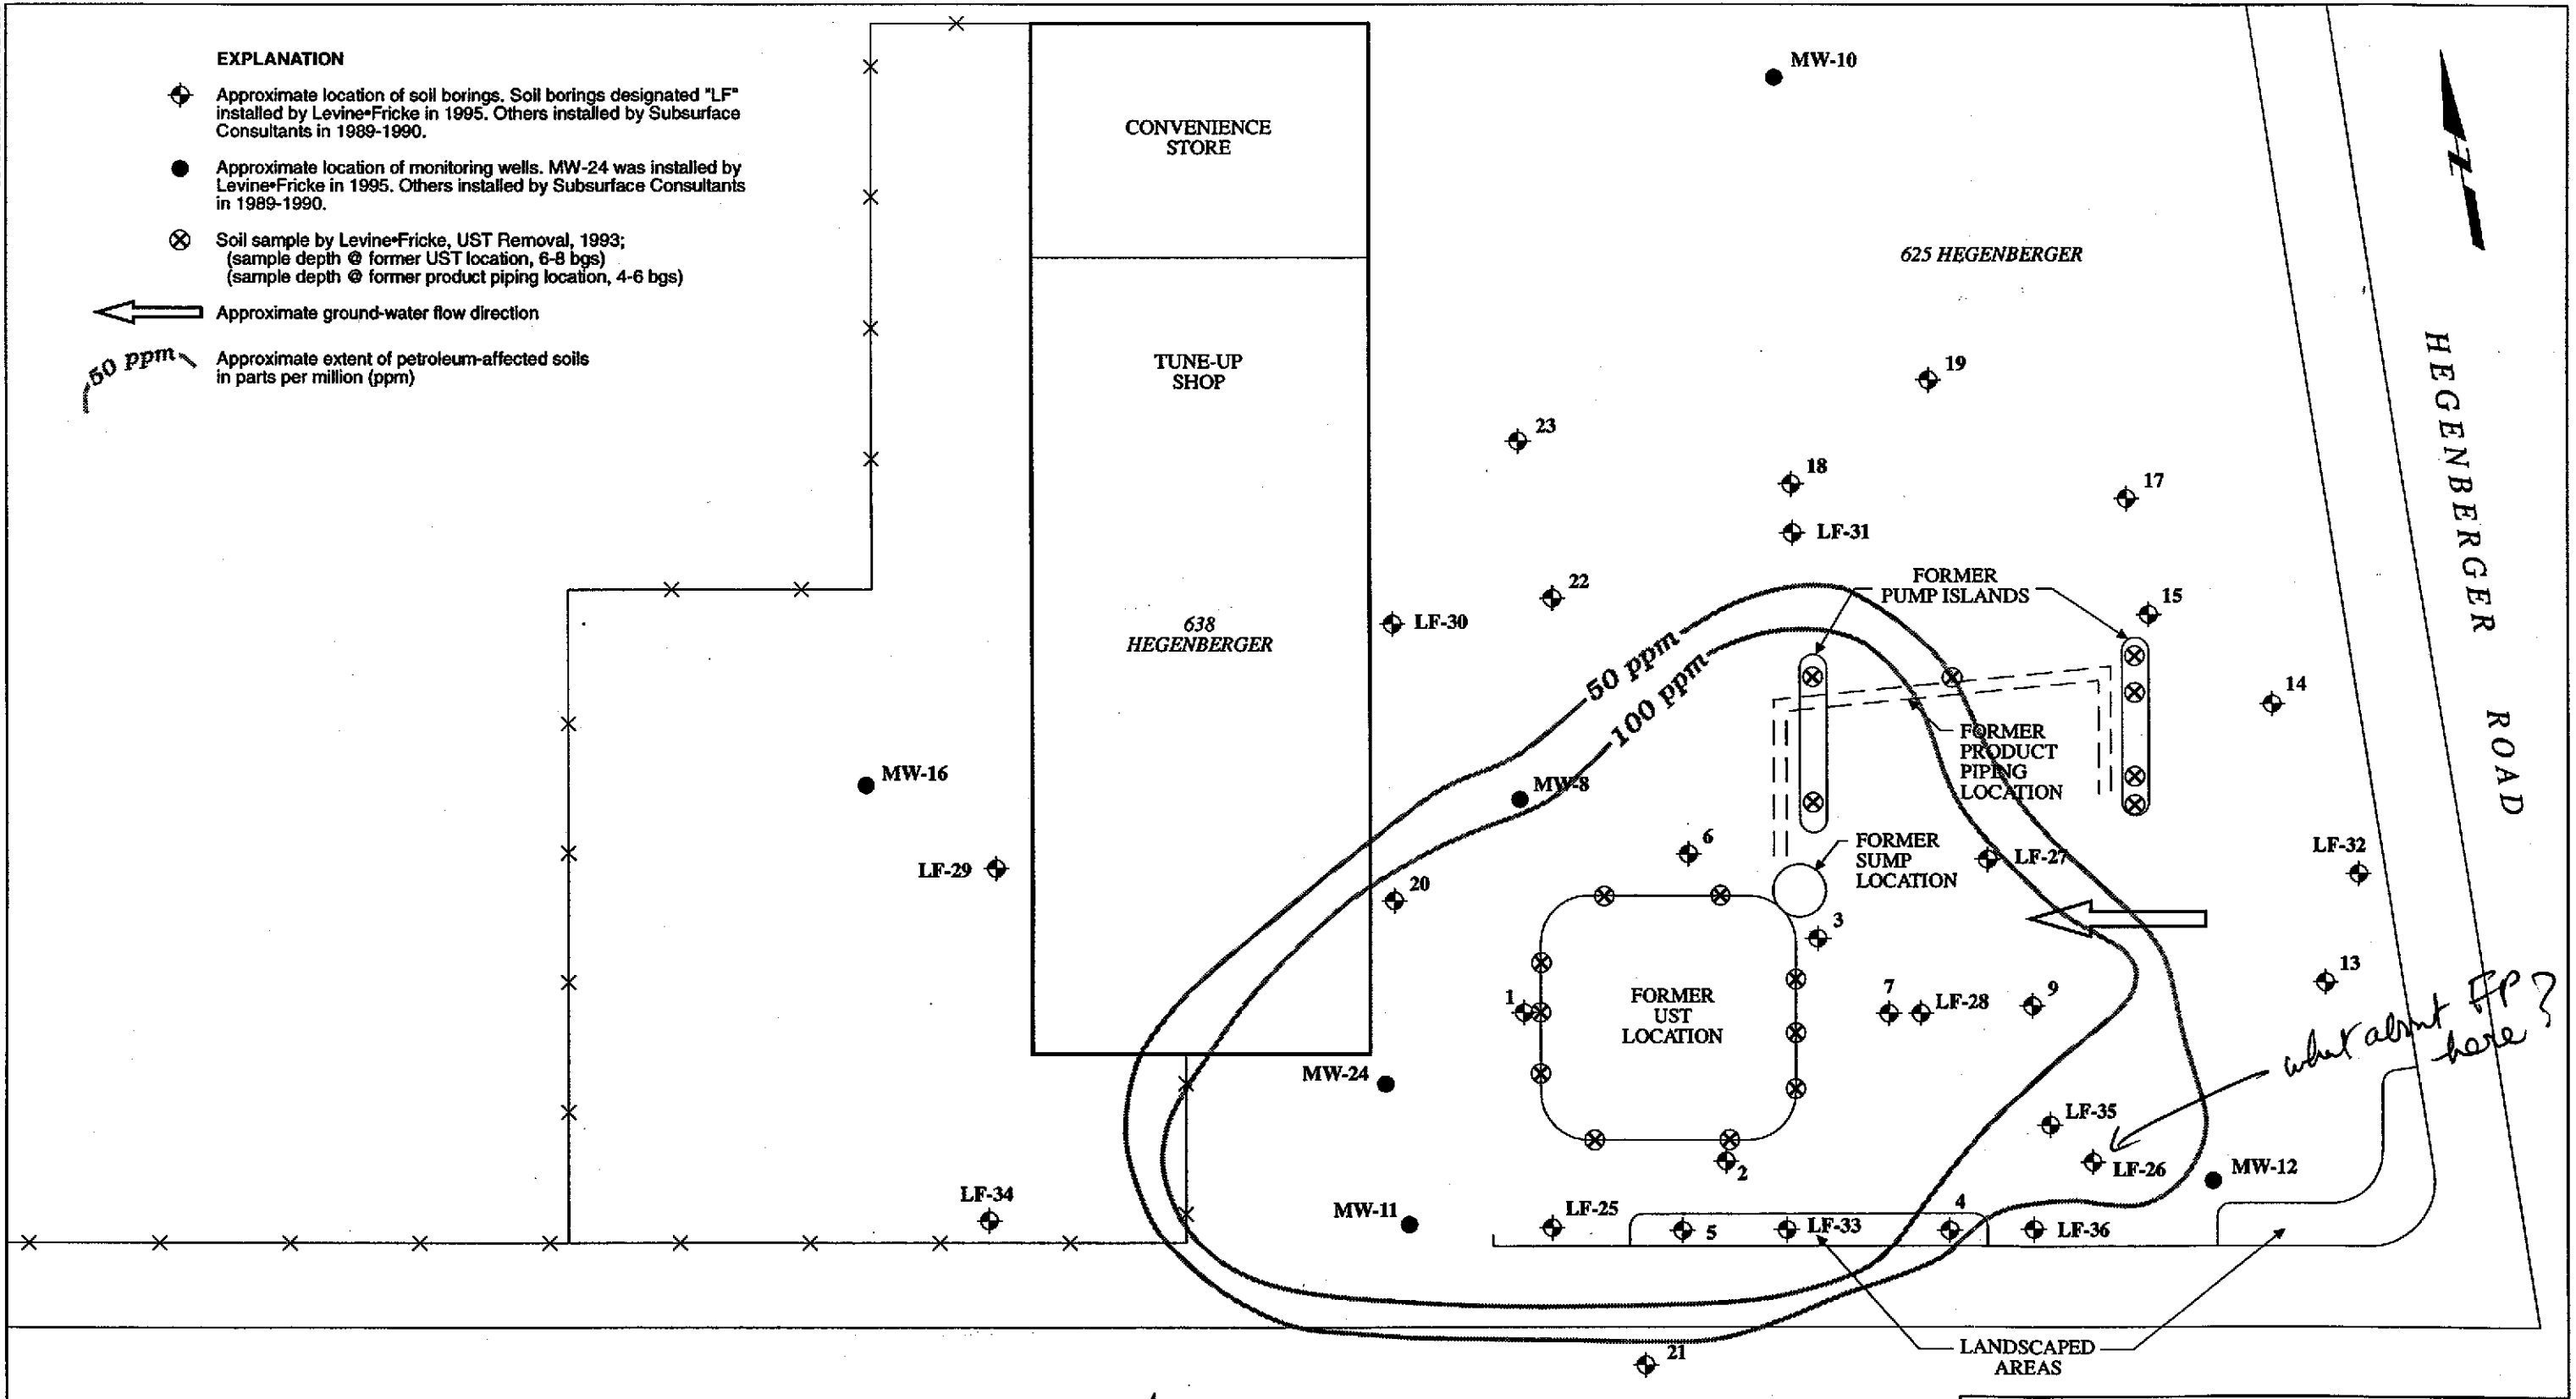 EXPLANATION
Approximate location of soil borings. Soil borings designated "LF"
installed by Levine•Fricke in 1995. Others installed by Subsurface
Consultants in 1989-1990.
Approximate location of monitoring wells. MW-24 was installed by
Levine•Fricke in 1995. Others installed by Subsurface Consultants
in 1989-1990.
Soil sample by Levine•Fricke, UST Removal, 1993;
(sample depth @ former UST location, 6-8 bgs)
(sample depth @ former product piping location, 4-6 bgs)
Approximate ground-water flow direction
50 ppm
Approximate extent of petroleum-affected soils
in parts per million (ppm)
CONVENIENCE
STORE
TUNE-UP
SHOP
638
HEGENBERGER
MW-10
N
625 HEGENBERGER
HEGENBERGER ROAD
19
23
18
17
LF-31
22
FORMER
PUMP ISLANDS
15
LF-30
50 ppm
100 ppm
14
FORMER
PRODUCT
PIPING
LOCATION
MW-16
MW-8
LF-29
6
FORMER
SUMP
LOCATION
LF-27
LF-32
20
3
13
1
FORMER
UST
LOCATION
7
LF-28
9
what about FP?
here
MW-24
LF-35
2
LF-26
MW-12
LF-34
MW-11
LF-25
5
LF-33
4
LF-36
21
LANDSCAPED
AREAS